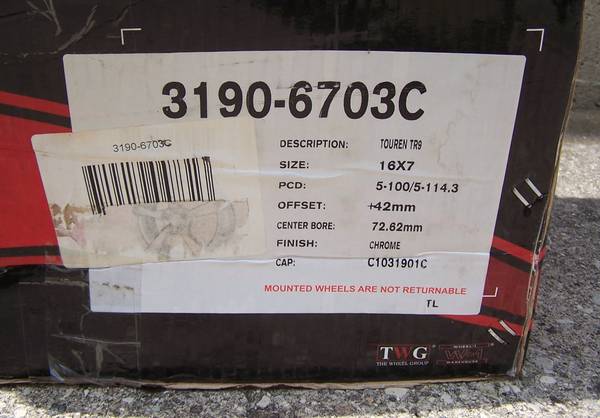 3190-6703C
3190-6703C
DESCRIPTION: TOUREN TR9
SIZE: 16X7
PCD: 5-100/5-114.3
OFFSET: +42mm
CENTER BORE: 72.62mm
FINISH: CHROME
CAP: C1031901C
MOUNTED WHEELS ARE NOT RETURNABLE
TL
TWG
THE WHEEL GROUP